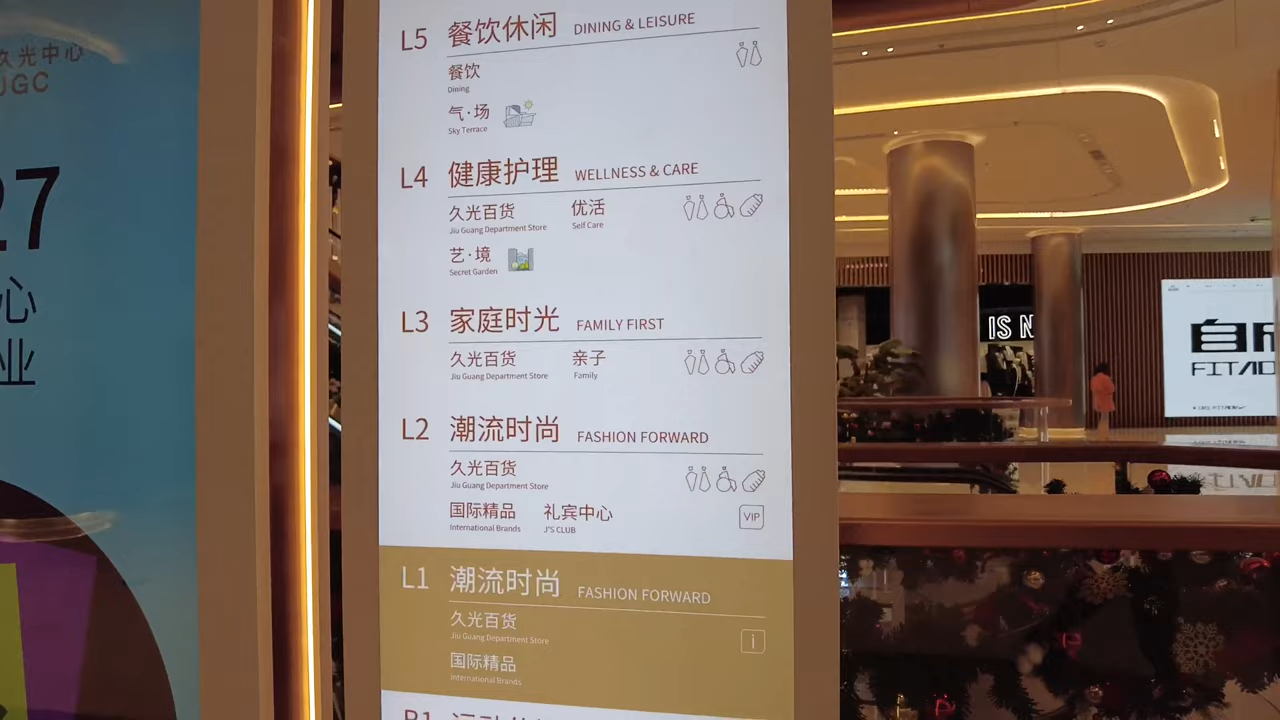 久光中心
JGC
27
心
业
L5 餐饮休闲 DINING & LEISURE
餐饮
Dining
气·场
Sky Terrace
L4 健康护理 WELLNESS & CARE
久光百货 优活
Jiu Guang Department Store Self Care
艺·境
Secret Garden
L3 家庭时光 FAMILY FIRST
久光百货 亲子
Jiu Guang Department Store Family
L2 潮流时尚 FASHION FORWARD
久光百货
Jiu Guang Department Store
国际精品 礼宾中心
International Brands J'S CLUB
VIP
L1 潮流时尚 FASHION FORWARD
久光百货
Jiu Guang Department Store
i
国际精品
International Brands
B1
IS N
自
FITAO